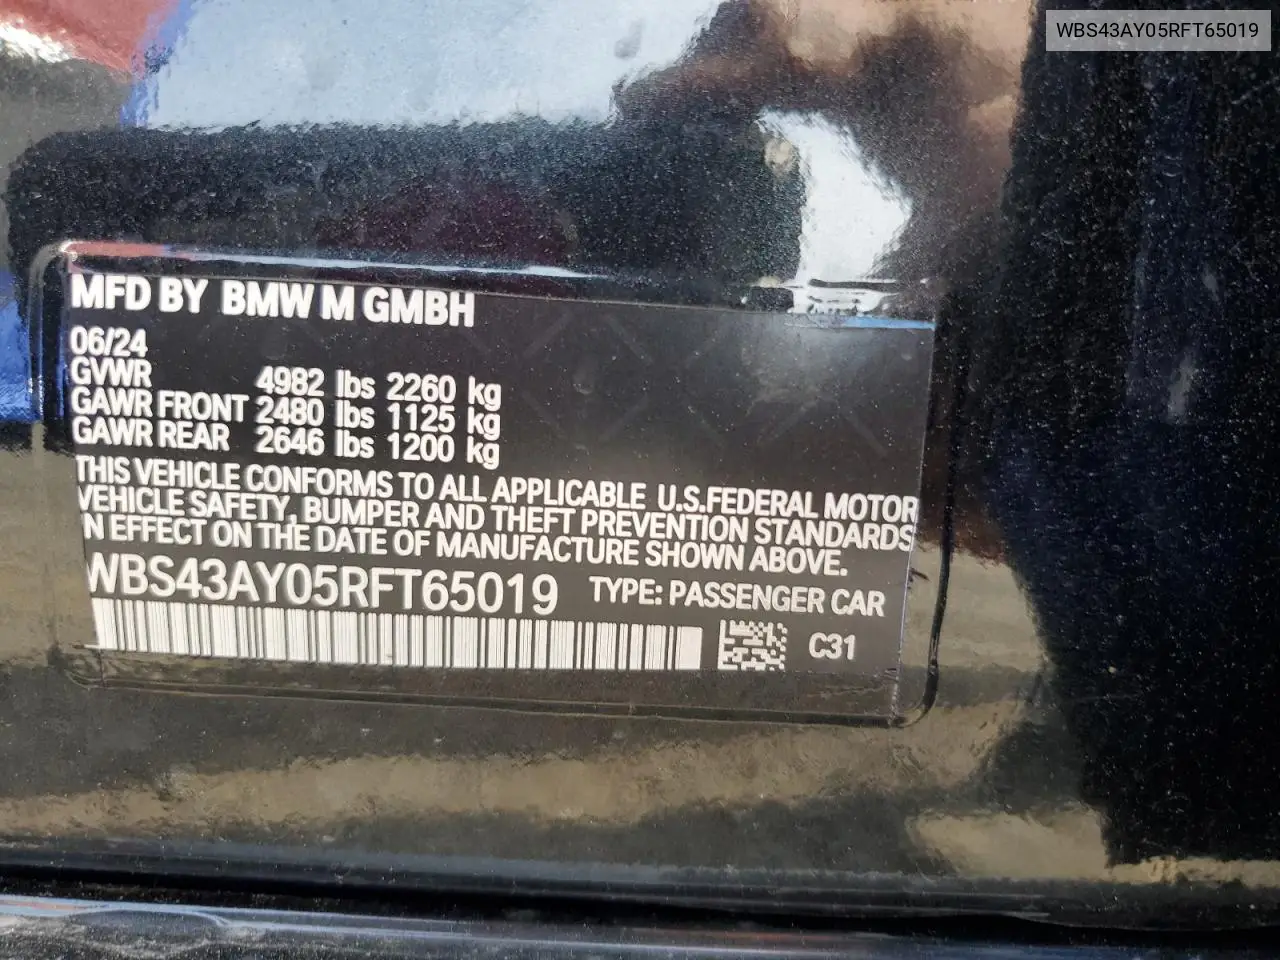 WBS43AY05RFT65019
MFD BY BMW M GMBH
06/24
GVWR 4982 lbs 2260 kg
GAWR FRONT 2480 lbs 1125 kg
GAWR REAR 2646 lbs 1200 kg
THIS VEHICLE CONFORMS TO ALL APPLICABLE U.S.FEDERAL MOTOR
VEHICLE SAFETY, BUMPER AND THEFT PREVENTION STANDARDS
IN EFFECT ON THE DATE OF MANUFACTURE SHOWN ABOVE.
WBS43AY05RFT65019 TYPE: PASSENGER CAR
C31